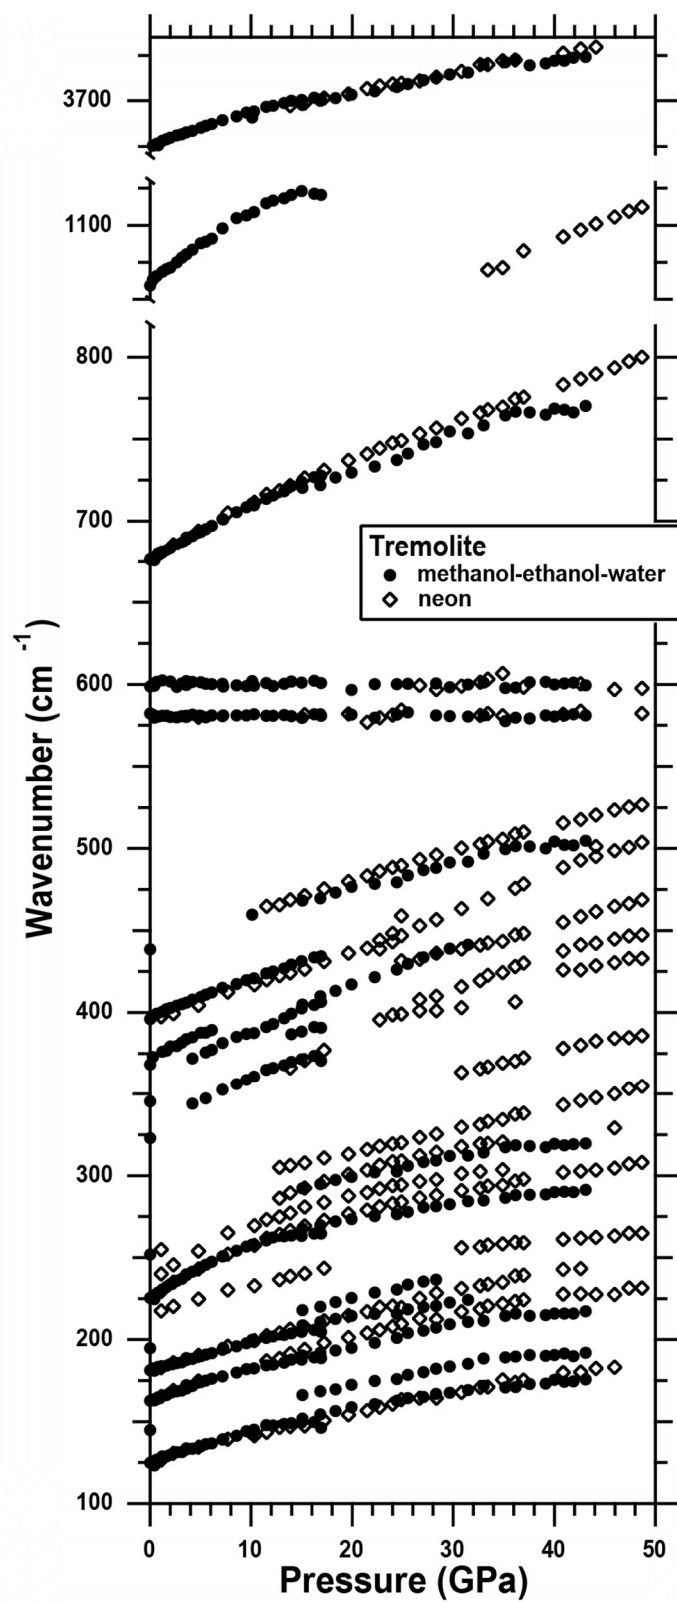 3700
1100
800
700
Tremolite
methanol-ethanol-water
neon
600
500
400
300
200
100
0 10 20 30 40 50
Wavenumber (cm⁻¹)
Pressure (GPa)